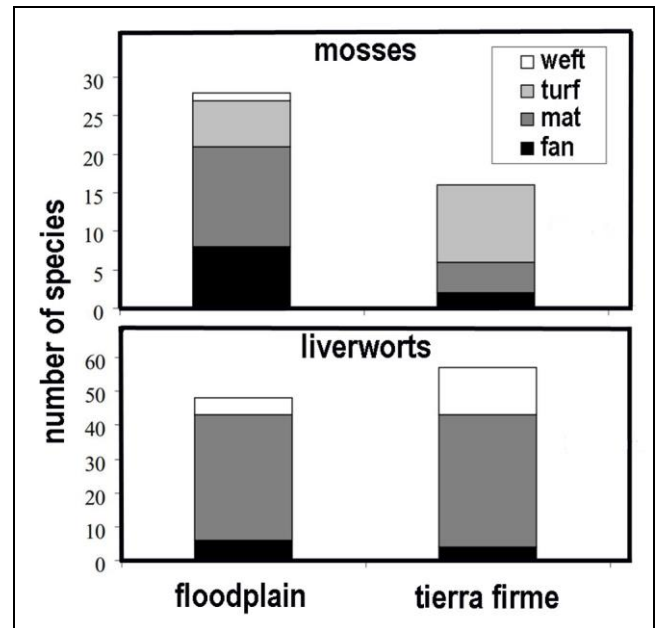 mosses
weft
turf
mat
fan
30
25
20
15
10
5
0
number of species
liverworts
60
50
40
30
20
10
0
floodplain tierra firme